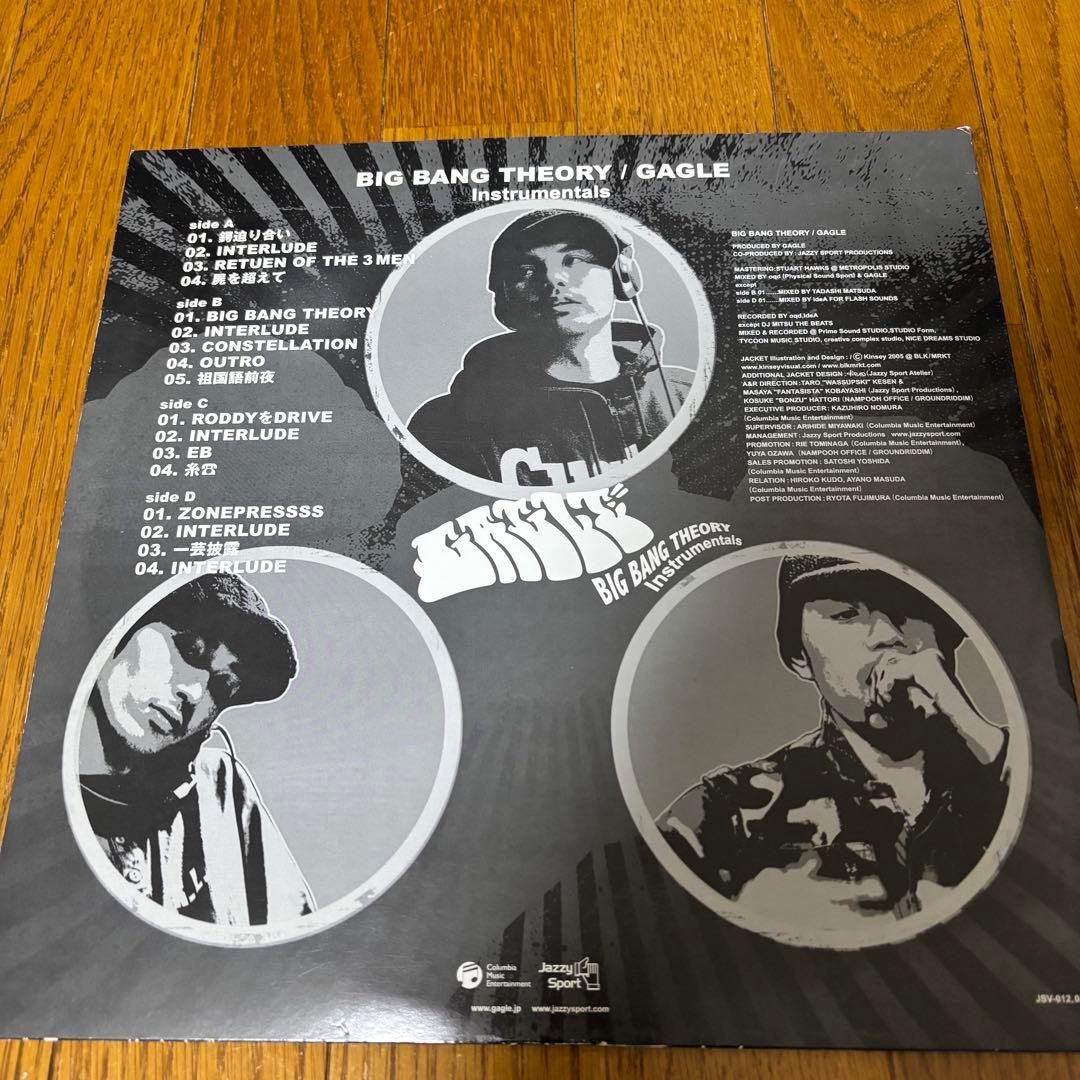 BIG BANG THEORY / GAGLE
Instrumentals
side A
01. 鍔迫り合い
02. INTERLUDE
03. RETUEN OF THE 3 MEN
04. 屍を超えて
side B
01. BIG BANG THEORY
02. INTERLUDE
03. CONSTELLATION
04. OUTRO
05. 祖国語前夜
side C
01. RODDYをDRIVE
02. INTERLUDE
03. EB
04. 糸☎
side D
01. ZONEPRESSSS
02. INTERLUDE
03. 一芸披露
04. INTERLUDE
BIG BANG THEORY / GAGLE
PRODUCED BY GAGLE
CO-PRODUCED BY : JAZZY SPORT PRODUCTIONS
MASTERING: STUART HAWKS @ METROPOLIS STUDIO
MIXED BY oqd (Physical Sound Sport) & GAGLE
except
side B 01......MIXED BY TADASHI MATSUDA
side D 01......MIXED BY IdeA FOR FLASH SOUNDS
RECORDED BY oqd,IdeA
except DJ MITSU THE BEATS
MIXED & RECORDED @ Prime Sound STUDIO,STUDIO Form,
TYCOON MUSIC STUDIO, creative complex studio, NICE DREAMS STUDIO
JACKET Illustration and Design : / © Kinsey 2005 @ BLK/MRKT
www.kinseyvisual.com / www.blkmrkt.com
ADDITIONAL JACKET DESIGN : (Jazzy Sport Atelier)
A&R DIRECTION : TARO "WASSUPSKI" KESEN &
MASAYA "FANTASISTA" KOBAYASHI (Jazzy Sport Productions),
KOSUKE "BONZU" HATTORI (NAMPOOH OFFICE / GROUNDRIDDIM)
EXECUTIVE PRODUCER : KAZUHIRO NOMURA
(Columbia Music Entertainment)
SUPERVISOR : ARIHIDE MIYAWAKI (Columbia Music Entertainment)
MANAGEMENT : Jazzy Sport Productions www.jazzysport.com
PROMOTION : RIE TOMINAGA (Columbia Music Entertainment),
YUYA OZAWA (NAMPOOH OFFICE / GROUNDRIDDIM)
SALES PROMOTION : SATOSHI YOSHIDA
(Columbia Music Entertainment)
RELATION : HIROKO KUDO, AYANO MASUDA
(Columbia Music Entertainment)
POST PRODUCTION : RYOTA FUJIMURA (Columbia Music Entertainment)
GAGLE
BIG BANG THEORY
Instrumentals
Columbia
Music
Entertainment
Jazzy
Sport
www.gagle.jp www.jazzysport.com
JSV-012,0